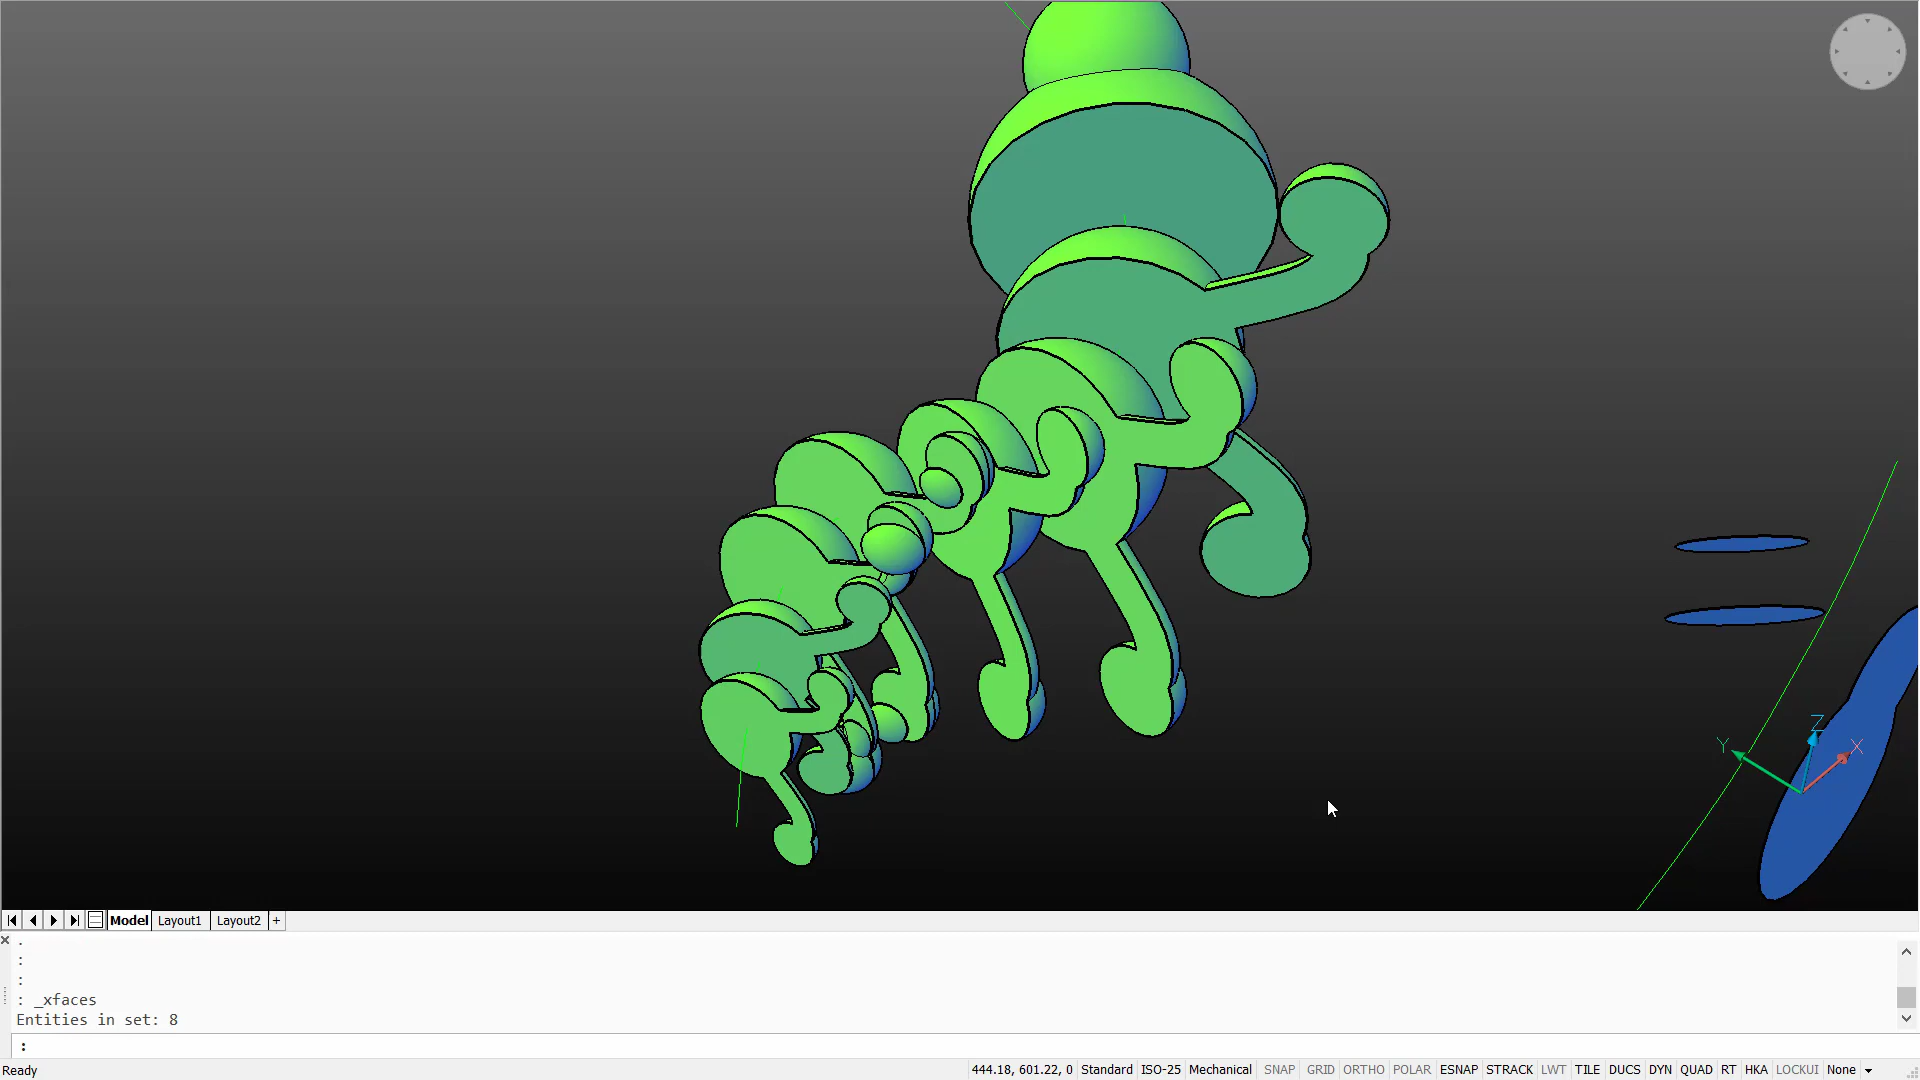 Z
Y
X
Model Layout1 Layout2 +
:
:
:
: _xfaces
Entities in set: 8
:
Ready 444.18, 601.22, 0 Standard ISO-25 Mechanical SNAP GRID ORTHO POLAR ESNAP STRACK LWT TILE DUCS DYN QUAD RT HKA LOCKUI None